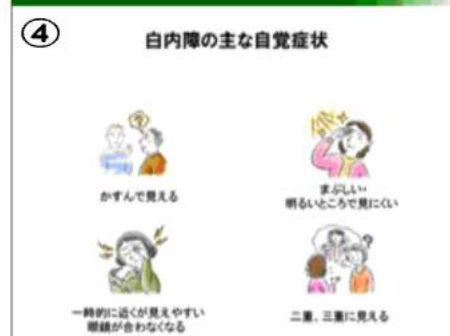 ④
白内障の主な自覚症状
?
かすんで見える
まぶしい・
明るいところで見にくい
一時的に近くが見えやすい
眼鏡が合わなくなる
二重、三重に見える